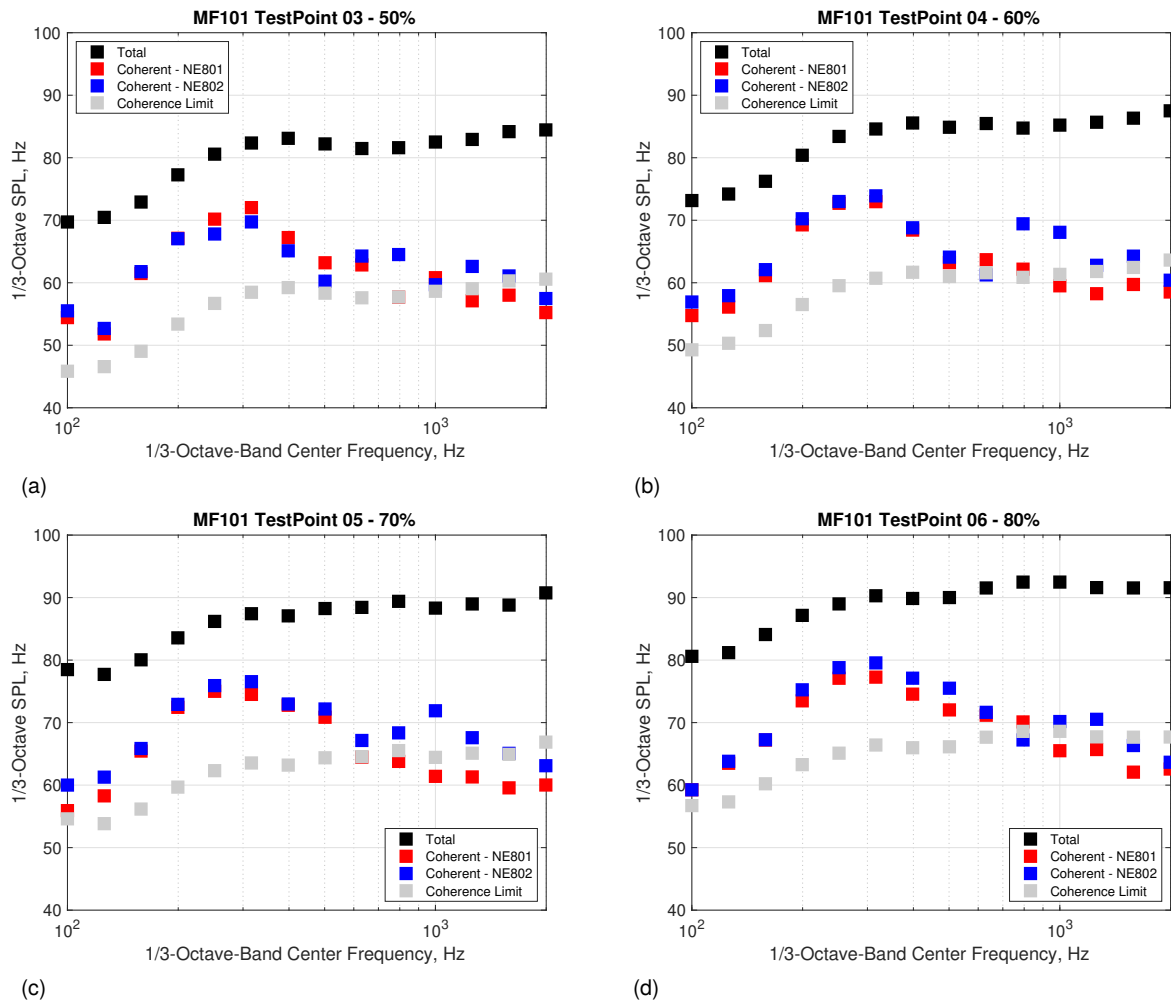 MF101 TestPoint 03 - 50%
100
90
80
70
60
50
40
1/3-Octave SPL, Hz
Total
Coherent - NE801
Coherent - NE802
Coherence Limit
10²
10³
1/3-Octave-Band Center Frequency, Hz
(a)
MF101 TestPoint 04 - 60%
100
90
80
70
60
50
40
1/3-Octave SPL, Hz
Total
Coherent - NE801
Coherent - NE802
Coherence Limit
10²
10³
1/3-Octave-Band Center Frequency, Hz
(b)
MF101 TestPoint 05 - 70%
100
90
80
70
60
50
40
1/3-Octave SPL, Hz
Total
Coherent - NE801
Coherent - NE802
Coherence Limit
10²
10³
1/3-Octave-Band Center Frequency, Hz
(c)
MF101 TestPoint 06 - 80%
100
90
80
70
60
50
40
1/3-Octave SPL, Hz
Total
Coherent - NE801
Coherent - NE802
Coherence Limit
10²
10³
1/3-Octave-Band Center Frequency, Hz
(d)